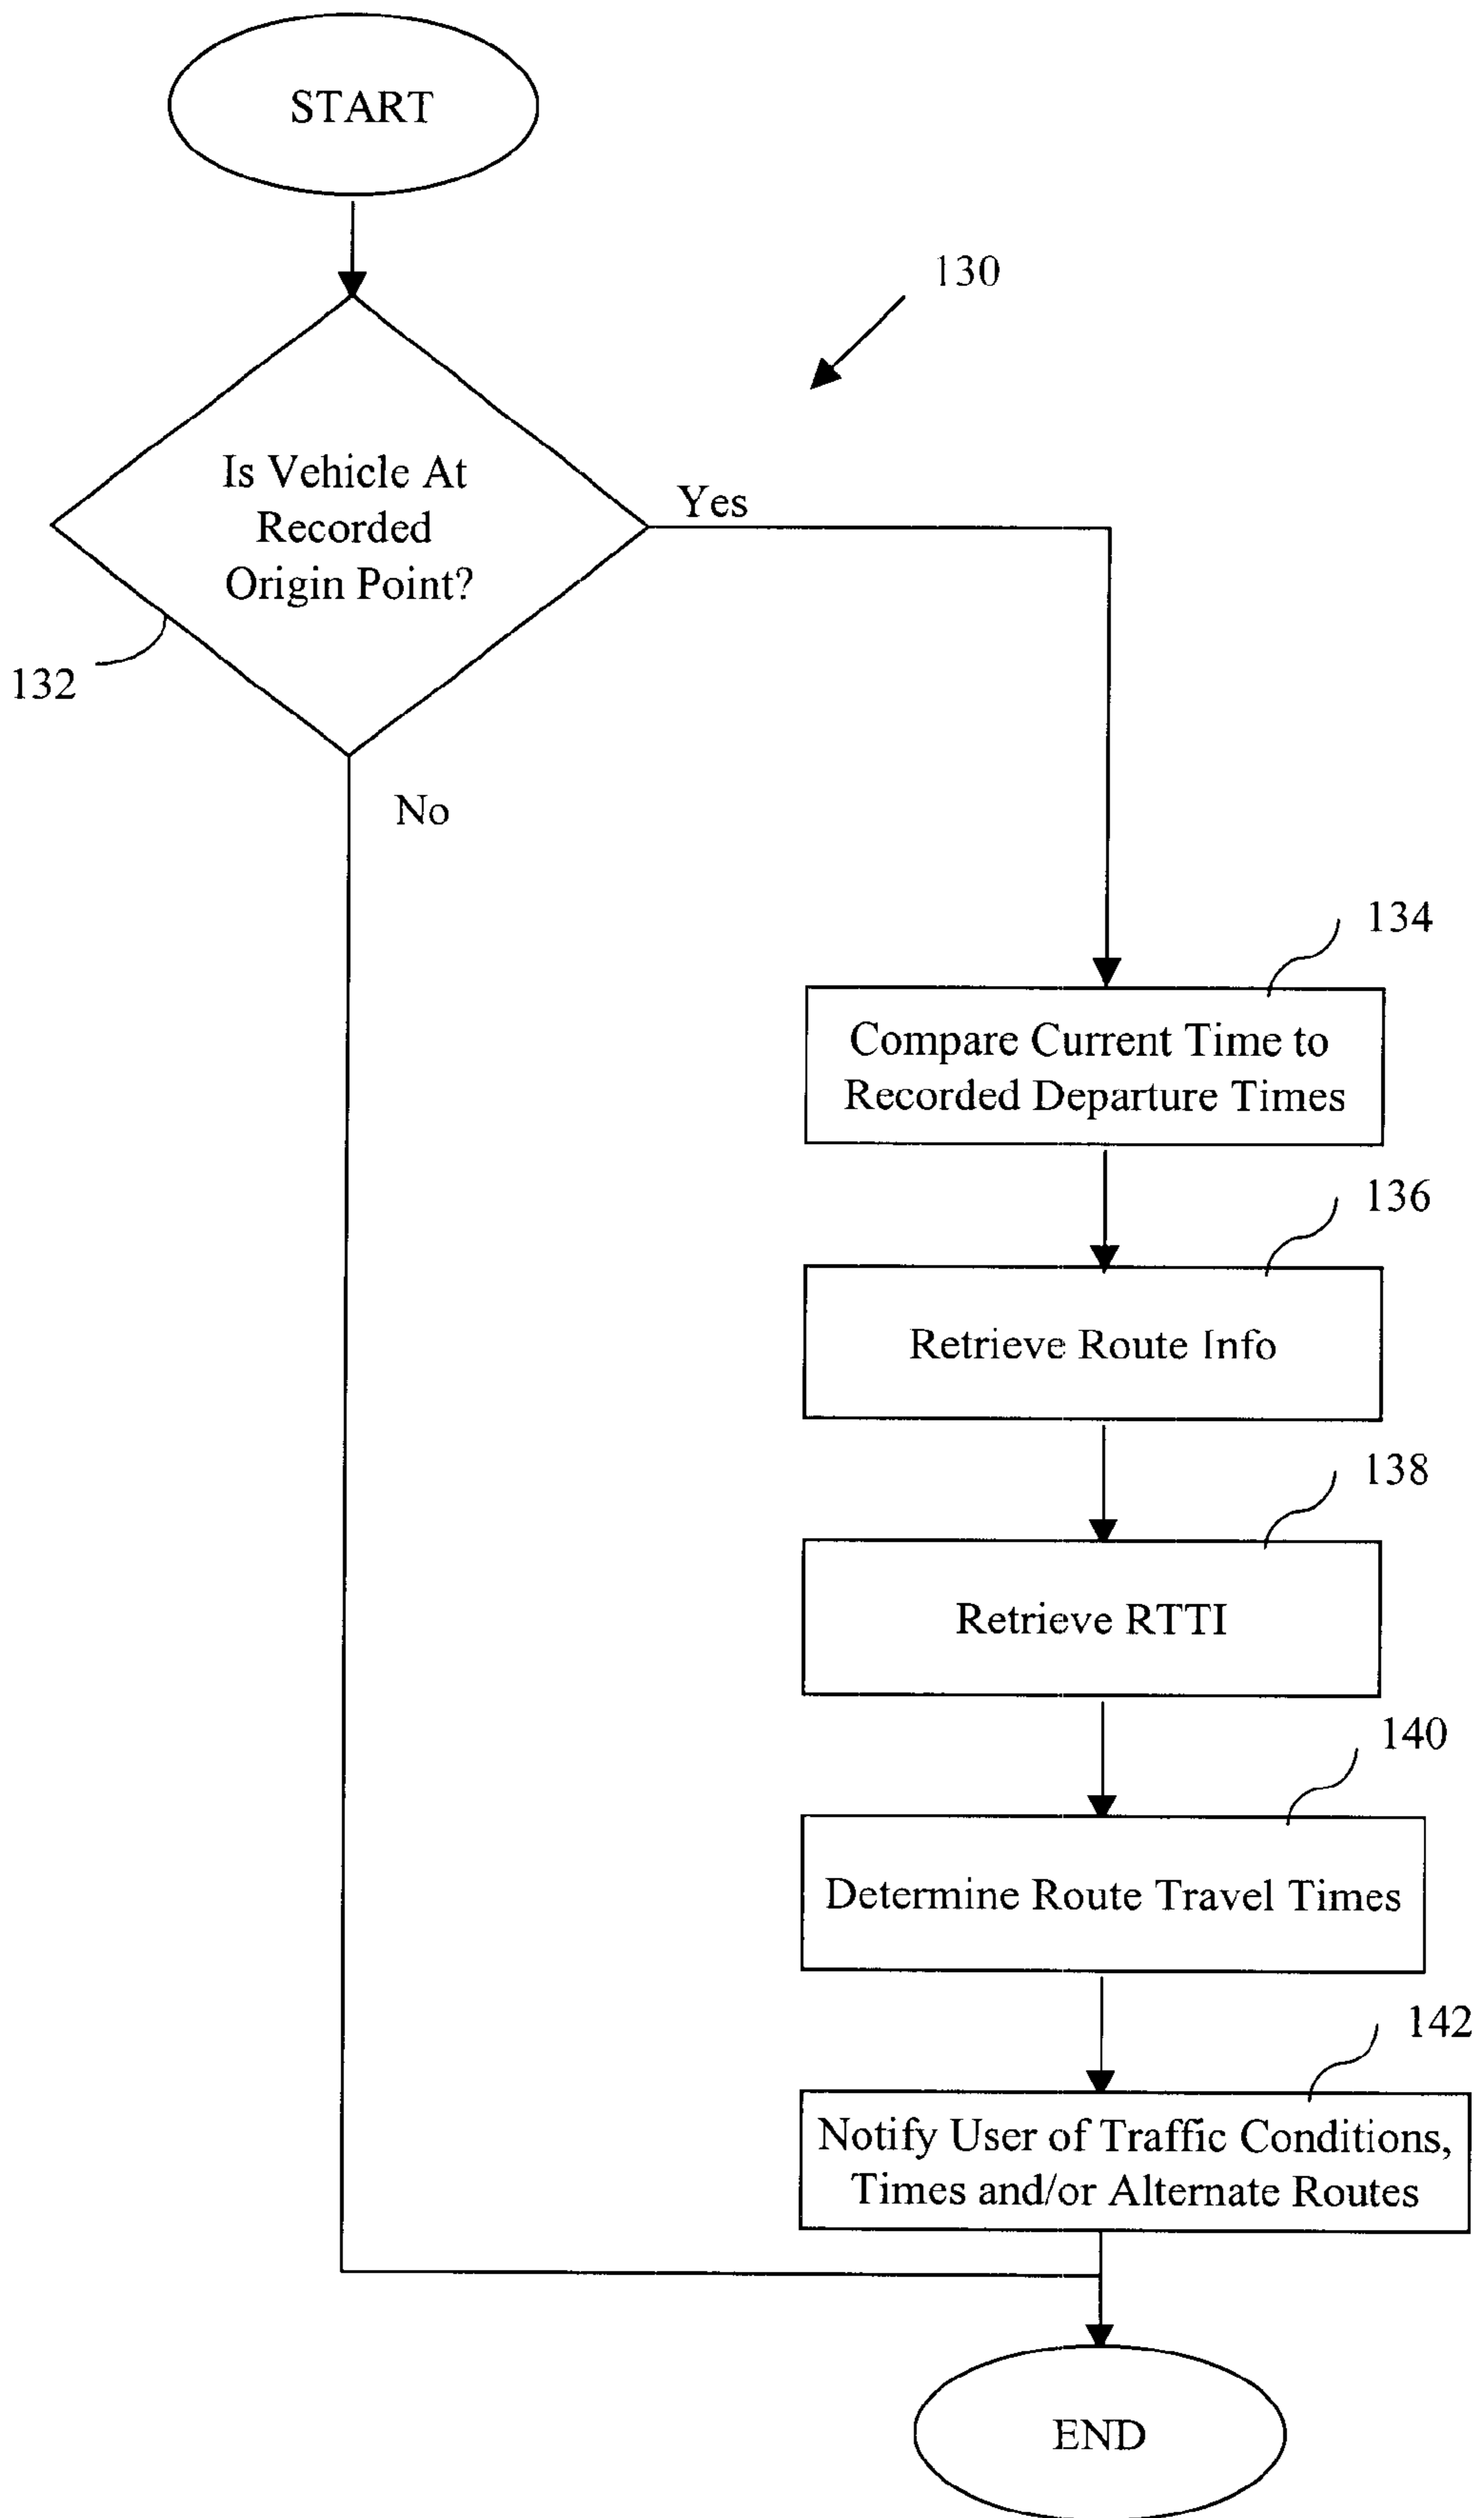 START
130
Is Vehicle At
Recorded
Origin Point?
Yes
132
No
134
Compare Current Time to
Recorded Departure Times
136
Retrieve Route Info
138
Retrieve RTTI
140
Determine Route Travel Times
142
Notify User of Traffic Conditions,
Times and/or Alternate Routes
END